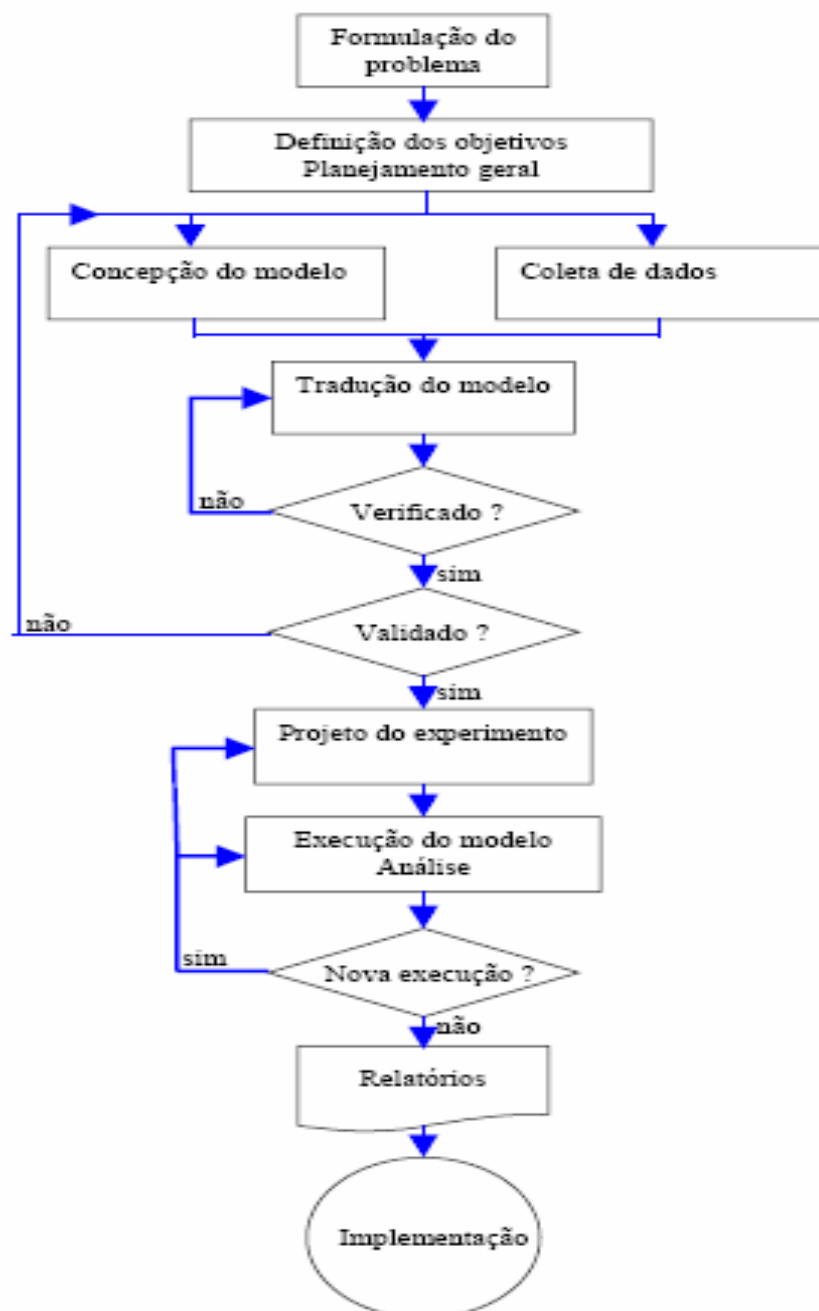 Formulação do
problema
Definição dos objetivos
Planejamento geral
Concepção do modelo
Coleta de dados
Tradução do modelo
não
Verificado ?
sim
não
Validado ?
sim
Projeto do experimento
Execução do modelo
Análise
sim
Nova execução ?
não
Relatórios
Implementação